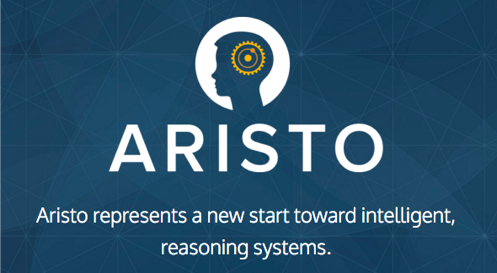 ARISTO
Aristo represents a new start toward intelligent,
reasoning systems.